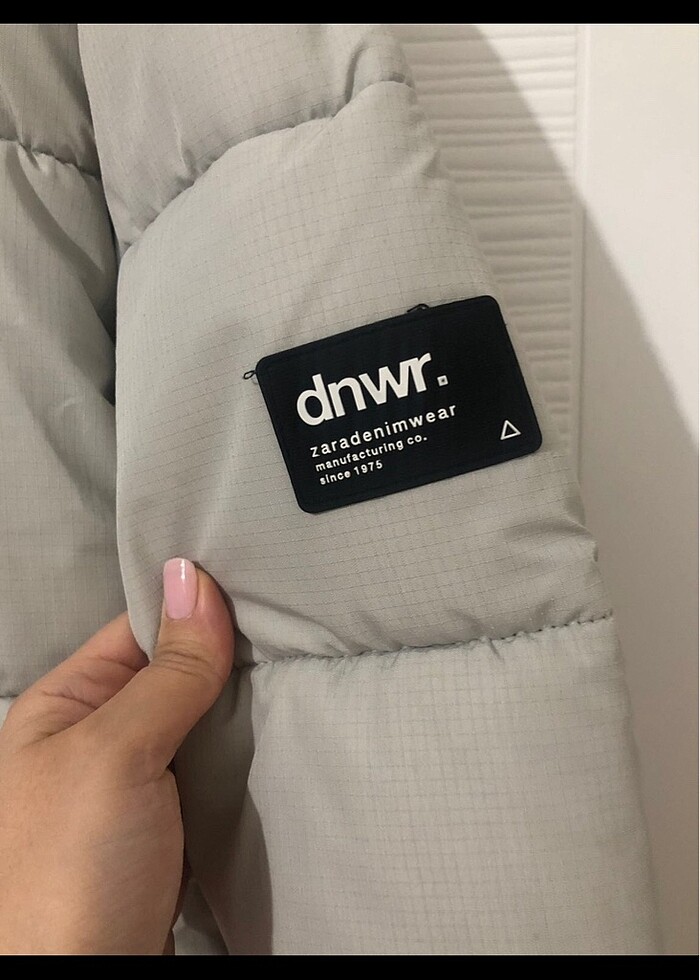 dnwr.
zaradenimwear
manufacturing co.
since 1975